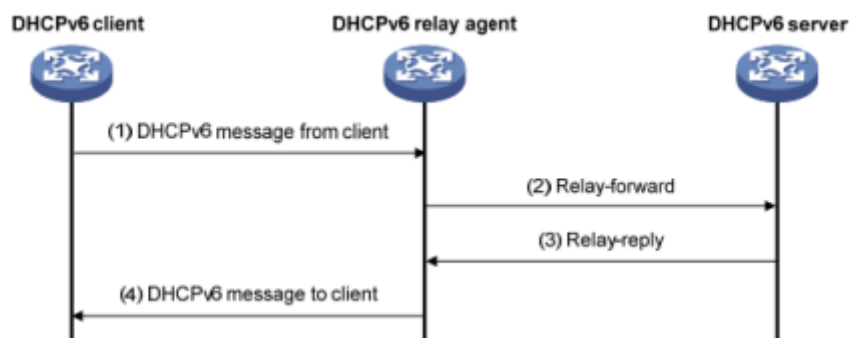 DHCPv6 client
DHCPv6 relay agent
DHCPv6 server
(1) DHCPv6 message from client
(2) Relay-forward
(3) Relay-reply
(4) DHCPv6 message to client